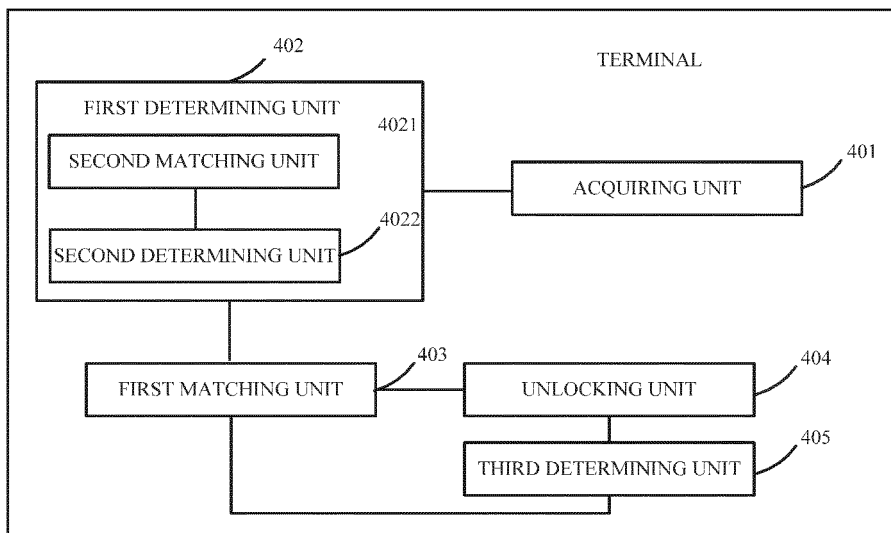 402
TERMINAL
FIRST DETERMINING UNIT
4021
SECOND MATCHING UNIT
401
ACQUIRING UNIT
4022
SECOND DETERMINING UNIT
403
404
FIRST MATCHING UNIT
UNLOCKING UNIT
405
THIRD DETERMINING UNIT